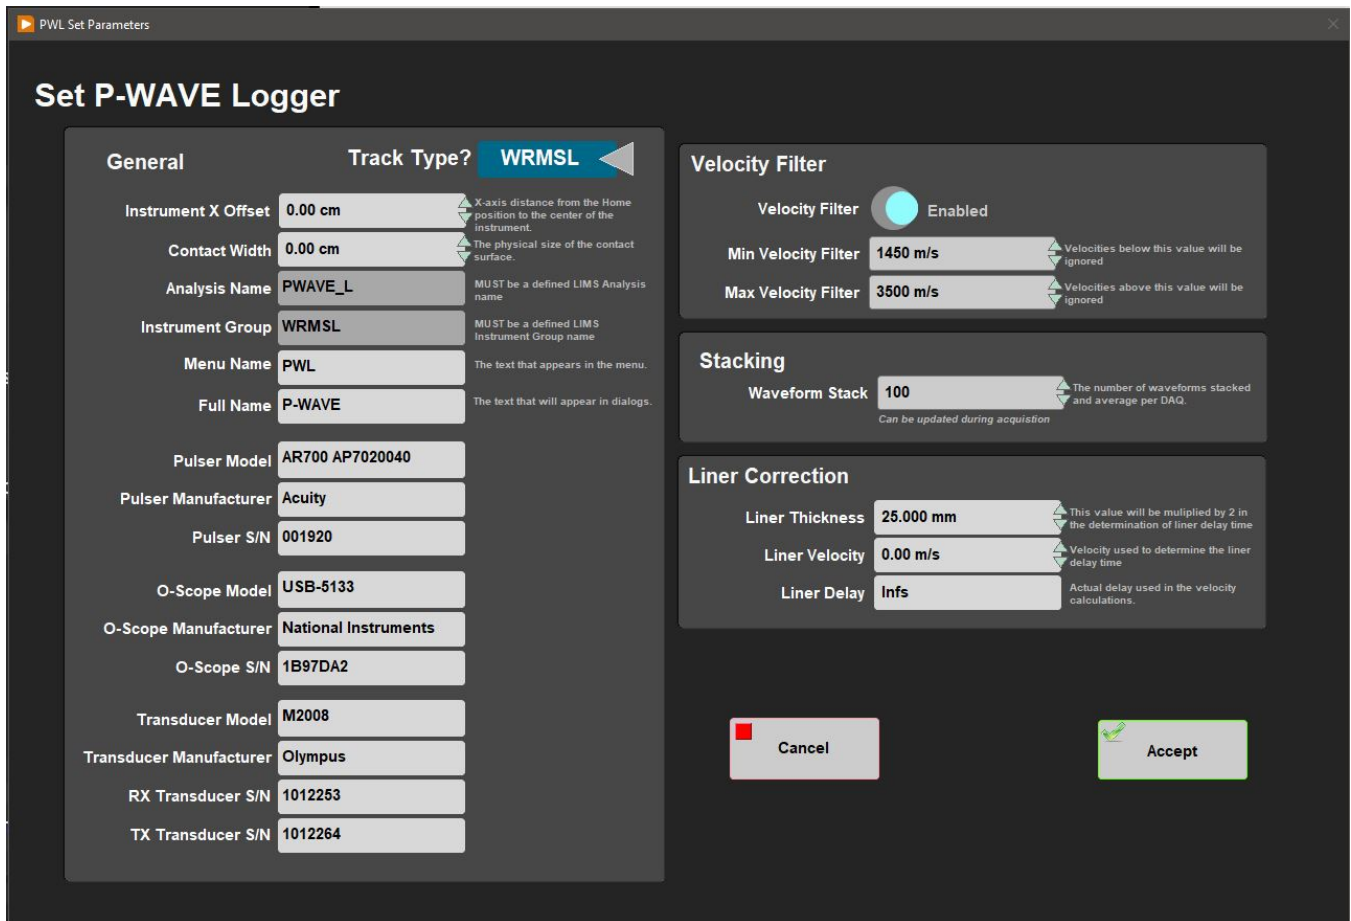 PWL Set Parameters
Set P-WAVE Logger
General
Track Type? WRMSL
Instrument X Offset 0.00 cm X-axis distance from the Home
position to the center of the
instrument.
Contact Width 0.00 cm The physical size of the contact
surface.
Analysis Name PWAVE_L MUST be a defined LIMS Analysis
name
Instrument Group WRMSL MUST be a defined LIMS
Instrument Group name
Menu Name PWL The text that appears in the menu.
Full Name P-WAVE The text that will appear in dialogs.
Pulser Model AR700 AP7020040
Pulser Manufacturer Acuity
Pulser S/N 001920
O-Scope Model USB-5133
O-Scope Manufacturer National Instruments
O-Scope S/N 1B97DA2
Transducer Model M2008
Transducer Manufacturer Olympus
RX Transducer S/N 1012253
TX Transducer S/N 1012264
Velocity Filter
Velocity Filter Enabled
Min Velocity Filter 1450 m/s Velocities below this value will be
ignored
Max Velocity Filter 3500 m/s Velocities above this value will be
ignored
Stacking
Waveform Stack 100 The number of waveforms stacked
and average per DAQ.
Can be updated during acquistion
Liner Correction
Liner Thickness 25.000 mm This value will be muliplied by 2 in
the determination of liner delay time
Liner Velocity 0.00 m/s Velocity used to determine the liner
delay time
Liner Delay Infs Actual delay used in the velocity
calculations.
Cancel
Accept